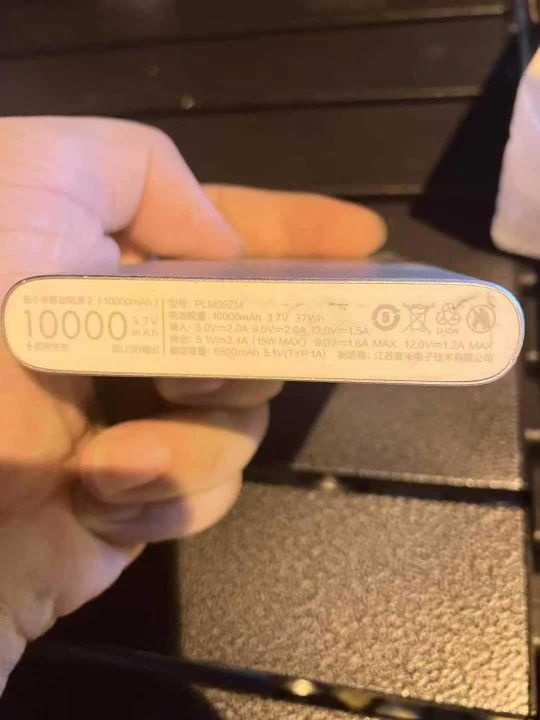 新小米移动电源2 (10000mAh)
10000 3.7V mAh
双向快充 双USB输出
型号: PLM09ZM
电池能量: 10000mAh 3.7V 37Wh
输入: 5.0V⎓2.0A 9.0V⎓2.0A 12.0V⎓1.5A
输出: 5.1V⎓2.4A (15W MAX) 9.0V⎓1.6A MAX 12.0V⎓1.2A MAX
额定容量: 6500mAh 5.1V(TYP 1A) 制造商: 江苏紫米电子技术有限公司
5
Li-ION